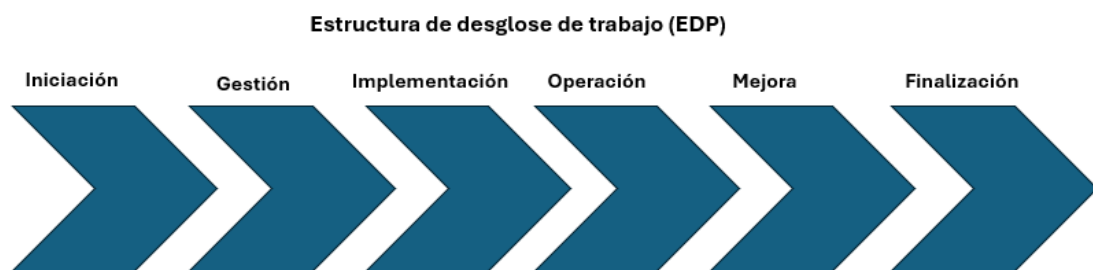 Estructura de desglose de trabajo (EDP)
Iniciación
Gestión
Implementación
Operación
Mejora
Finalización